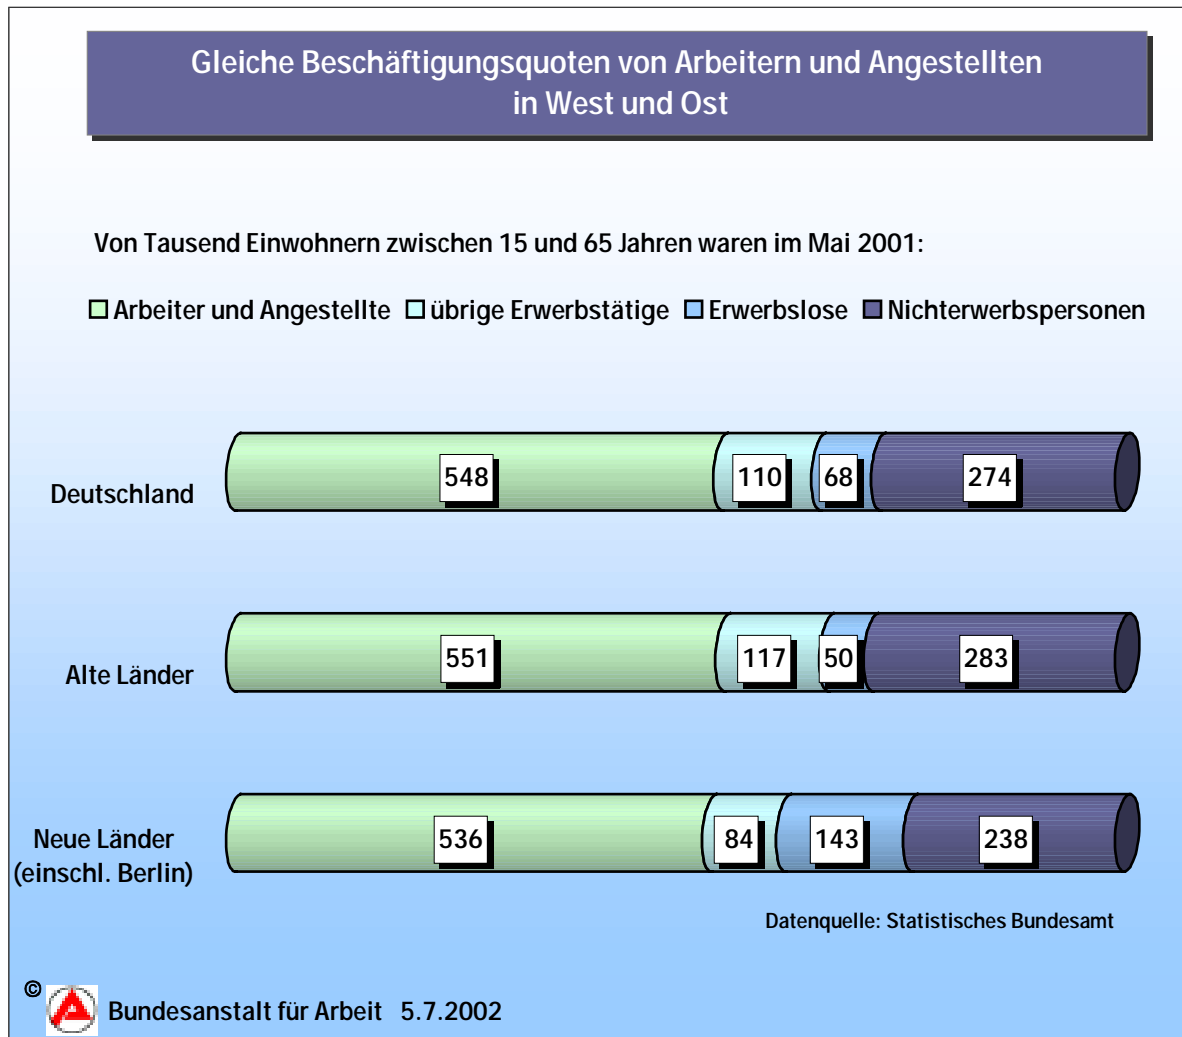 Gleiche Beschäftigungsquoten von Arbeitern und Angestellten
in West und Ost
Von Tausend Einwohnern zwischen 15 und 65 Jahren waren im Mai 2001:
Arbeiter und Angestellte übrige Erwerbstätige Erwerbslose Nichterwerbspersonen
Deutschland 548 110 68 274
Alte Länder 551 117 50 283
Neue Länder 536 84 143 238
(einschl. Berlin)
Datenquelle: Statistisches Bundesamt
© Bundesanstalt für Arbeit 5.7.2002